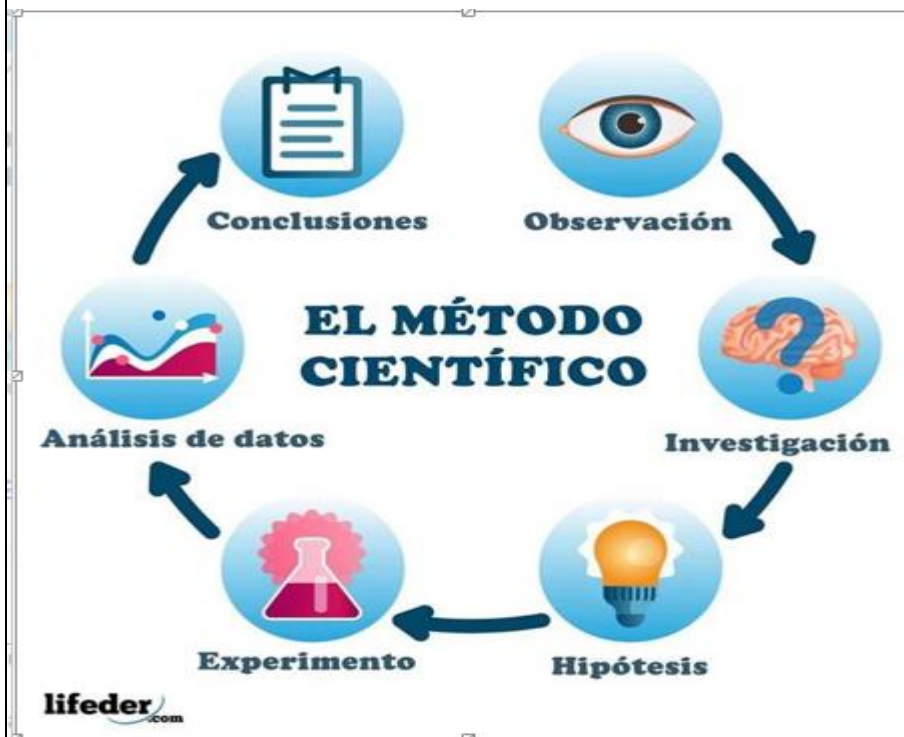 EL MÉTODO
CIENTÍFICO
Observación
Investigación
Hipótesis
Experimento
Análisis de datos
Conclusiones
lifeder.com